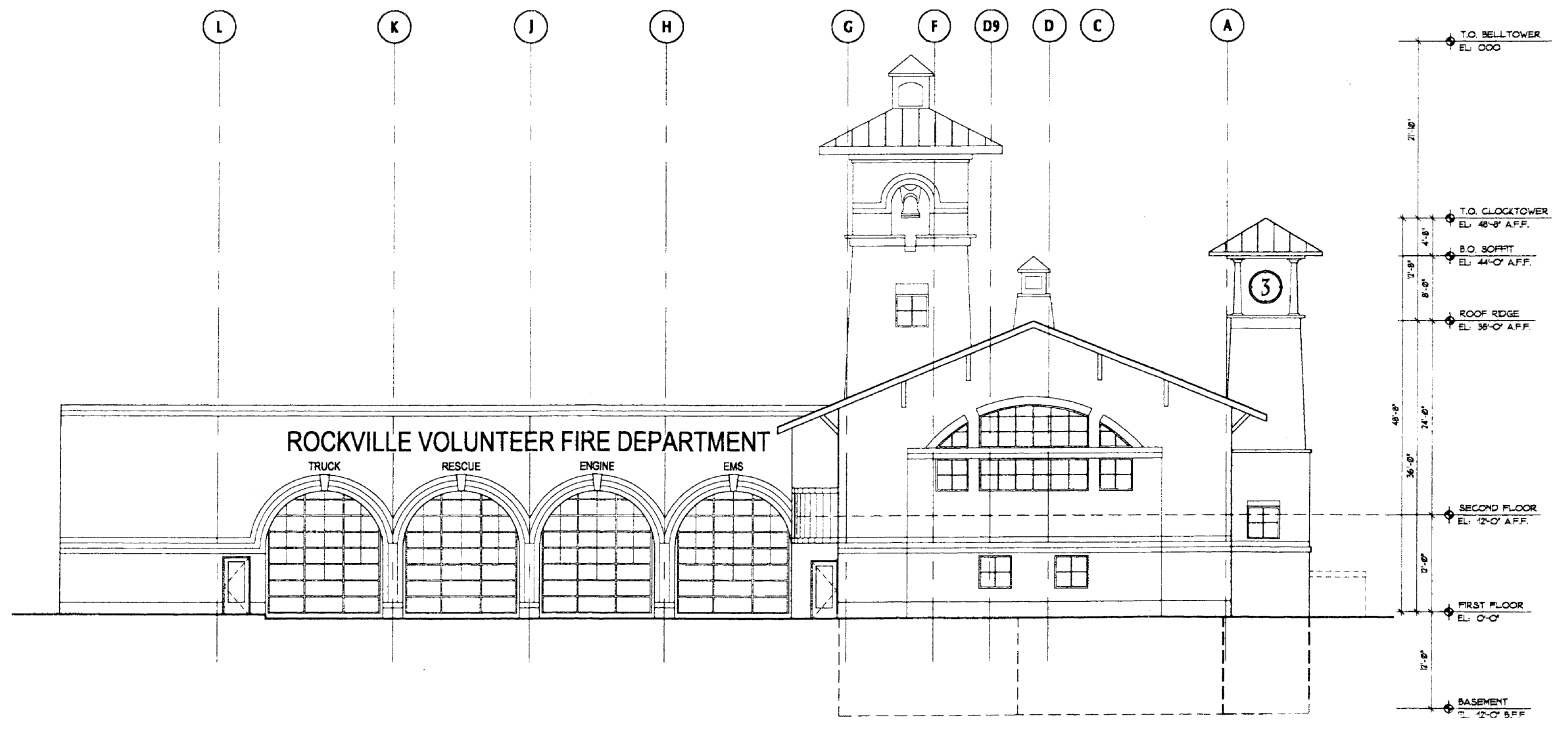 L K J H G F D9 D C A
T.O. BELLTOWER
EL: 000
21'-10"
T.O. CLOCKTOWER
EL: 48'-8" A.F.F.
4'-8"
B.O. SOFFIT
EL: 44'-0" A.F.F.
12'-8"
8'-0"
3
ROOF RIDGE
EL: 36'-0" A.F.F.
48'-8"
24'-0"
36'-0"
ROCKVILLE VOLUNTEER FIRE DEPARTMENT
TRUCK RESCUE ENGINE EMS
SECOND FLOOR
EL: 12'-0" A.F.F.
12'-0"
FIRST FLOOR
EL: 0'-0"
12'-0"
BASEMENT
12'-0" B.F.F.